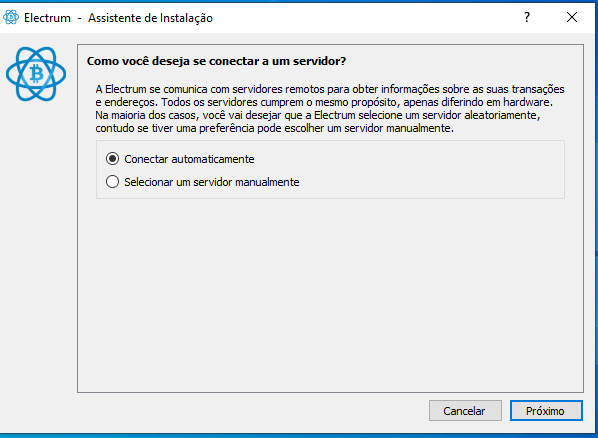 Electrum - Assistente de Instalação
?
Como você deseja se conectar a um servidor?
A Electrum se comunica com servidores remotos para obter informações sobre as suas transações
e endereços. Todos os servidores cumprem o mesmo propósito, apenas diferindo em hardware.
Na maioria dos casos, você vai desejar que a Electrum selecione um servidor aleatoriamente,
contudo se tiver uma preferência pode escolher um servidor manualmente.
Conectar automaticamente
Selecionar um servidor manualmente
Cancelar
Próximo